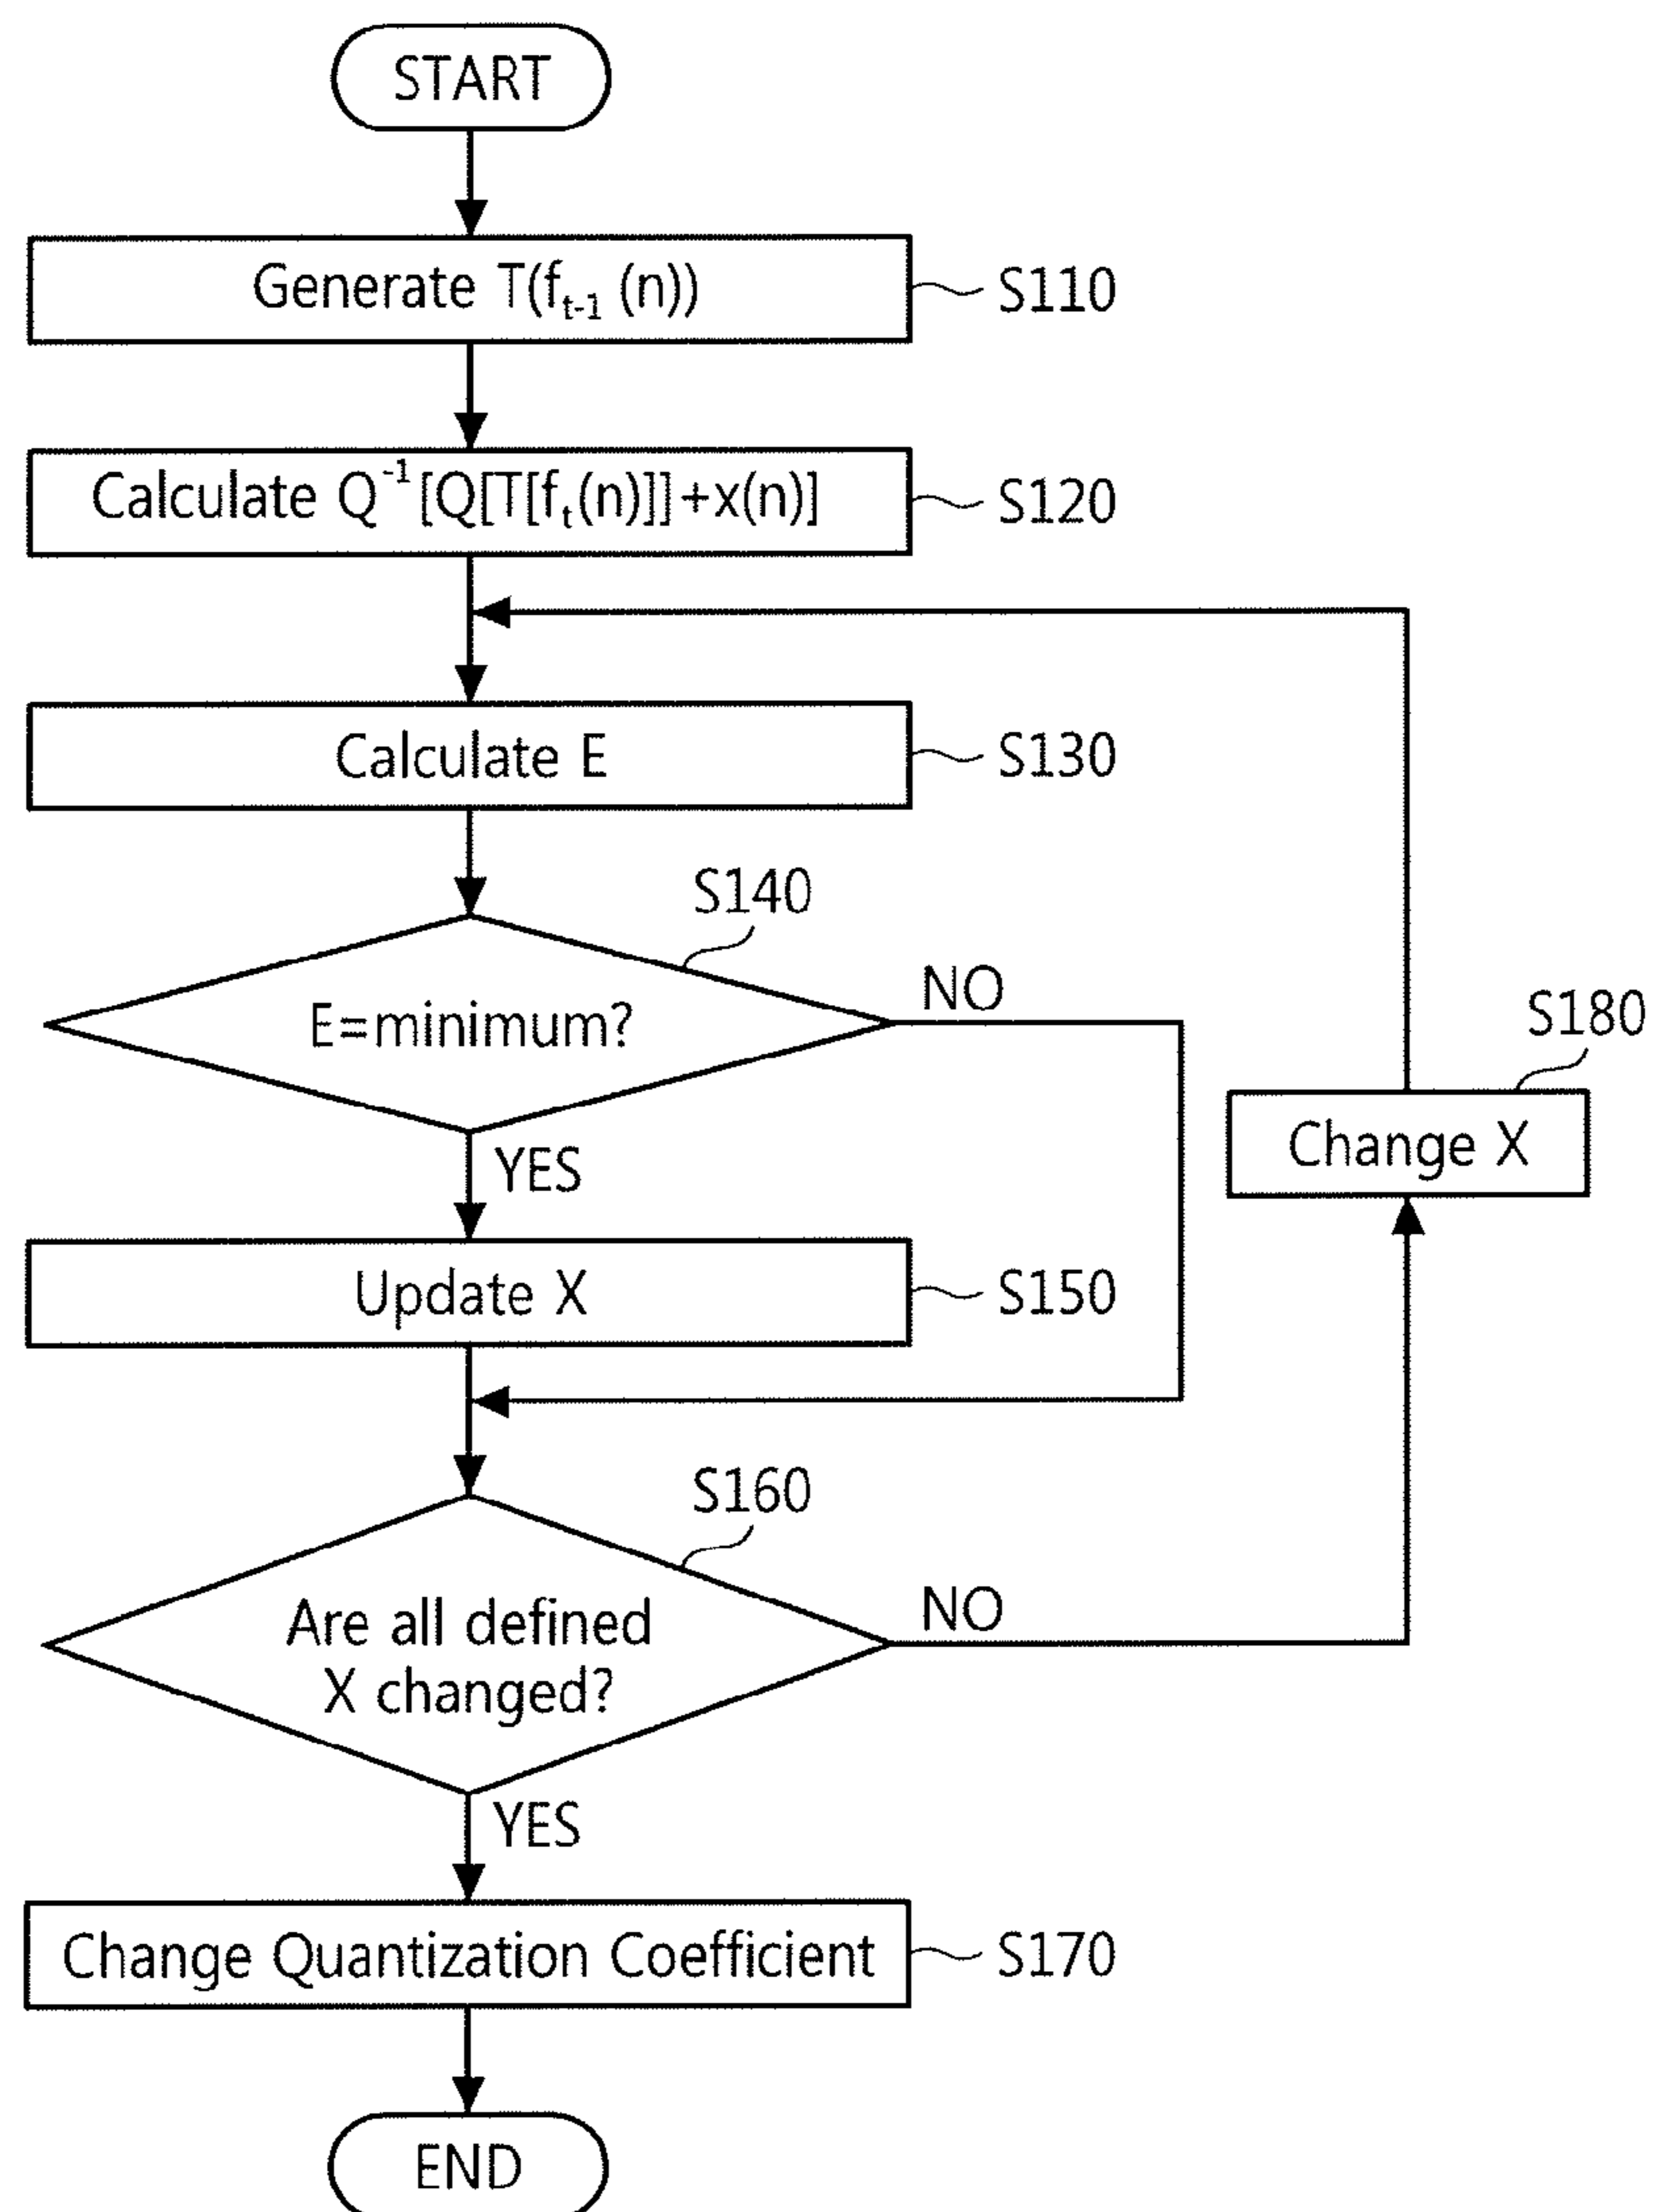 START
Generate T(fₜ₋₁ (n))
S110
Calculate Q⁻¹[Q[T[fₜ(n)]]+x(n)]
S120
Calculate E
S130
S140
E=minimum?
NO
YES
S180
Change X
Update X
S150
S160
Are all defined
X changed?
NO
YES
Change Quantization Coefficient
S170
END